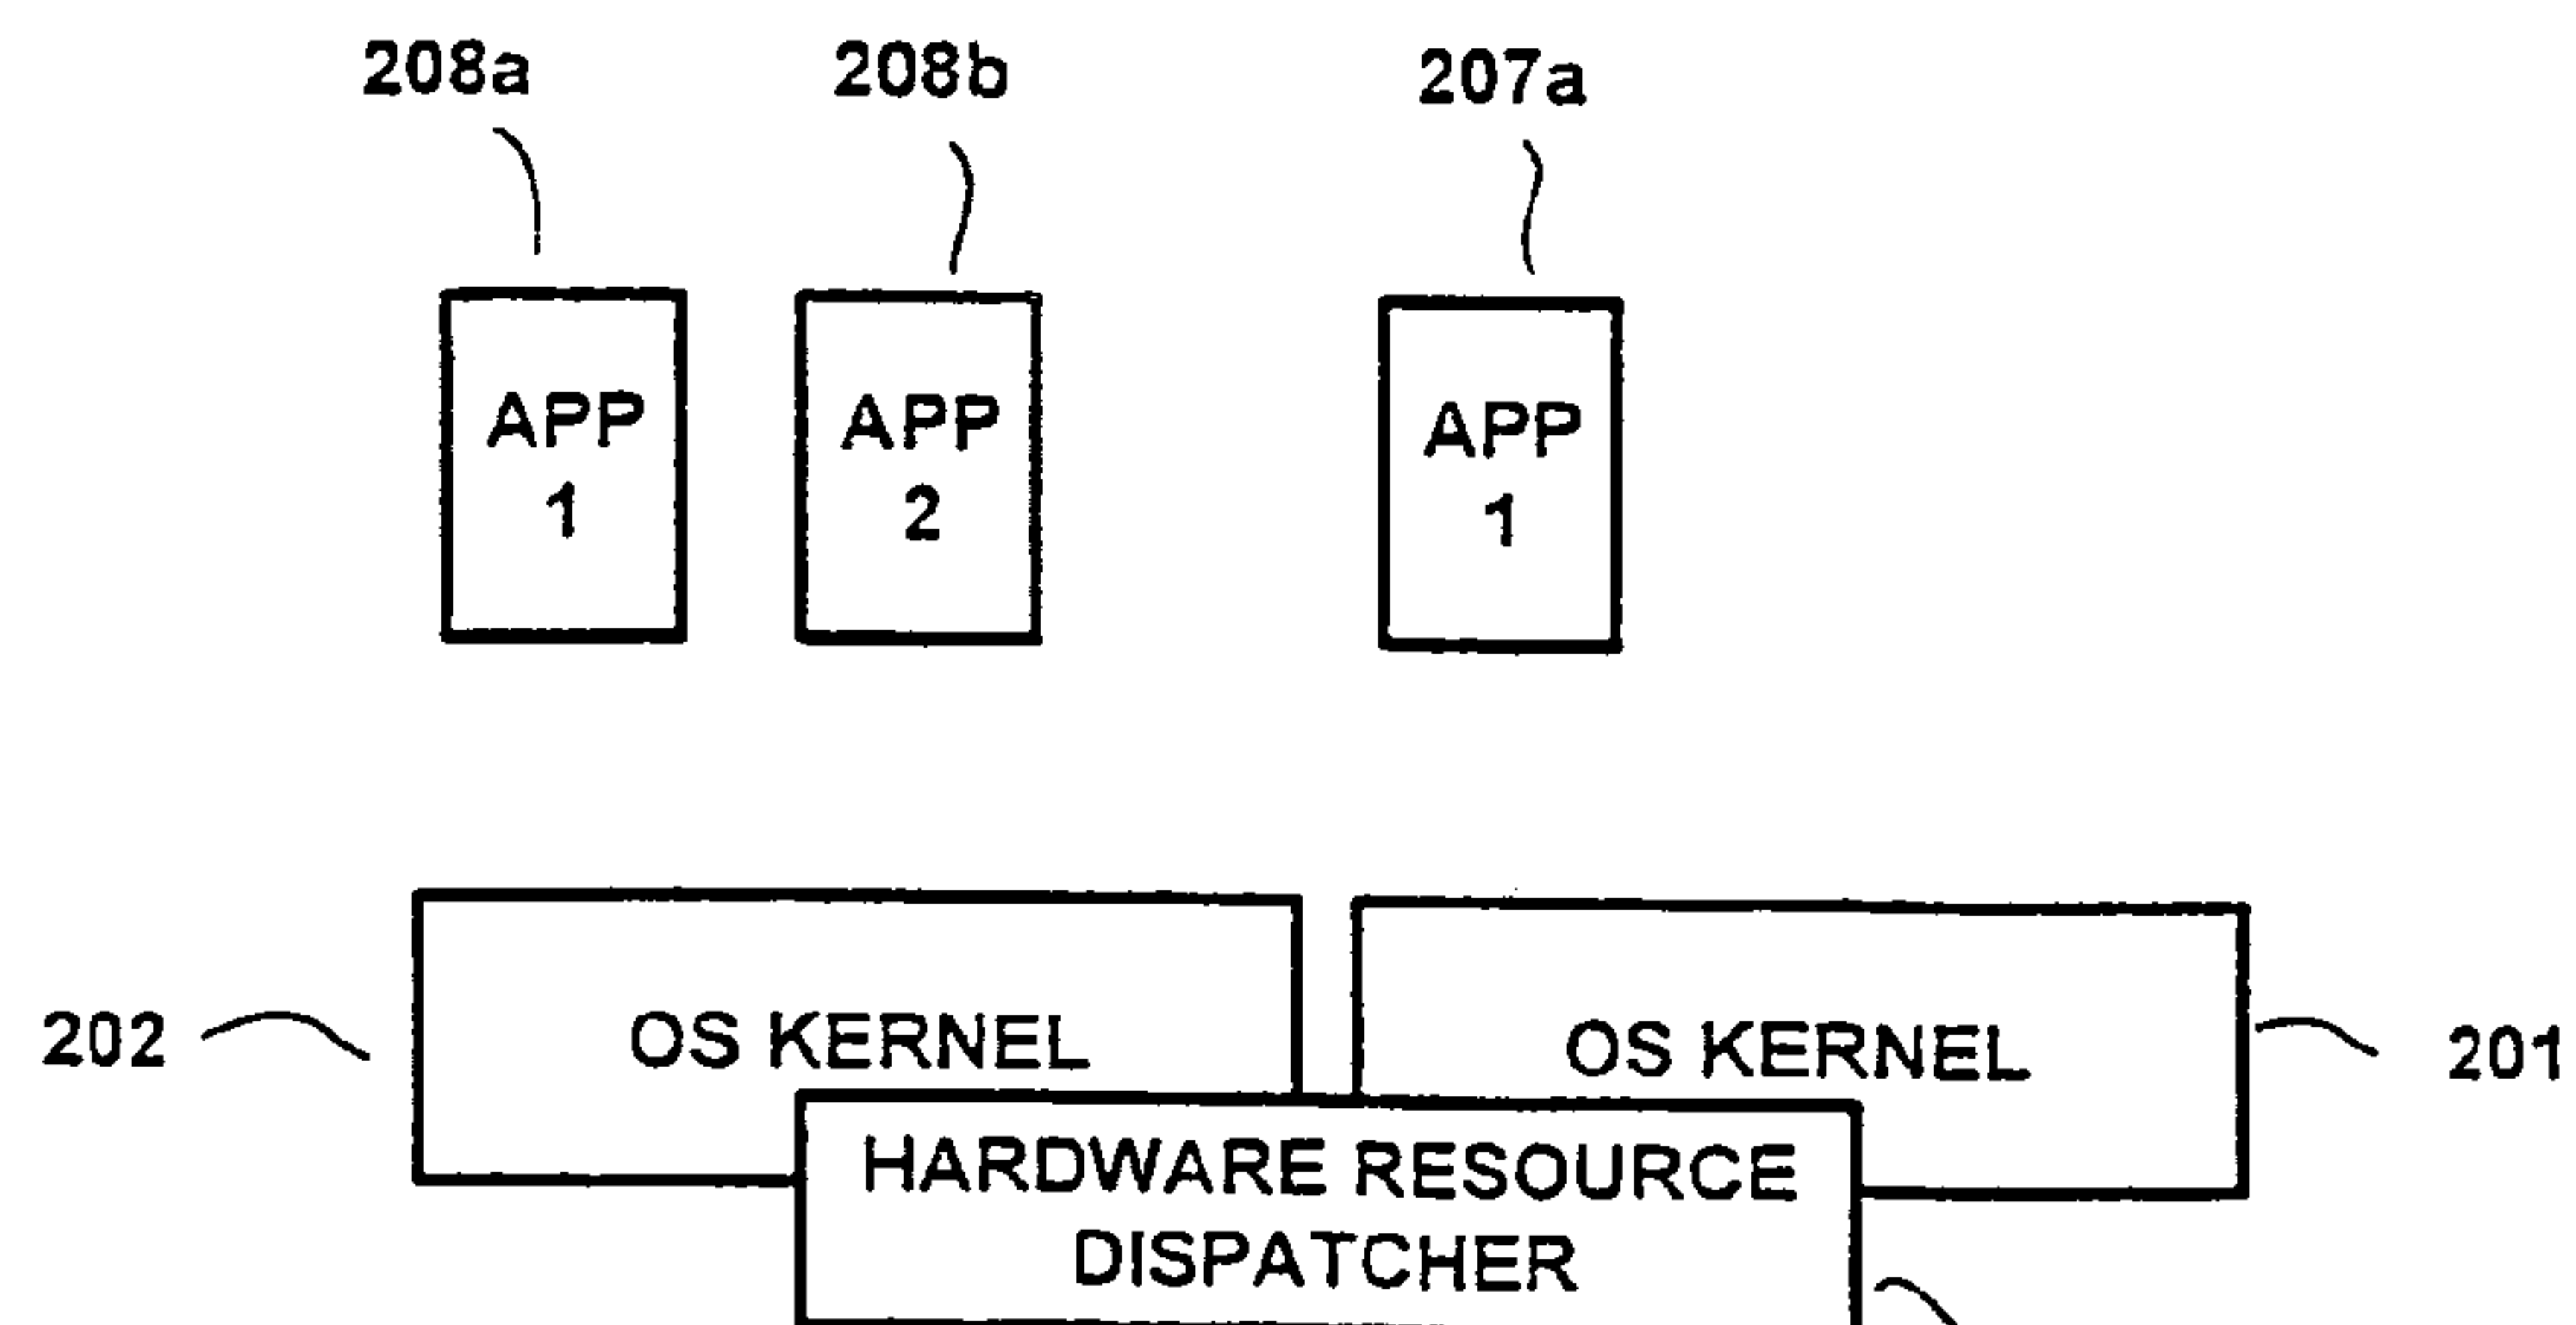 208a
208b
207a
APP
1
APP
2
APP
1
202
OS KERNEL
OS KERNEL
201
HARDWARE RESOURCE
DISPATCHER